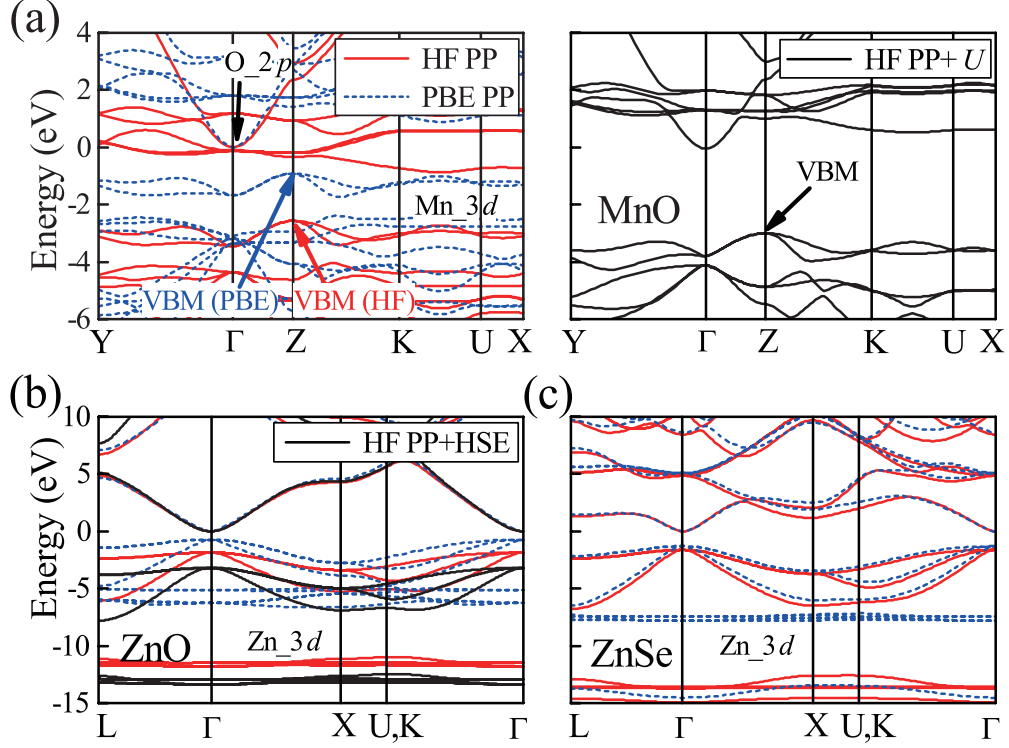 (a)
4
2
0
-2
-4
-6
Energy (eV)
O_2p
HF PP
PBE PP
Mn_3d
VBM (PBE)
VBM (HF)
Y Γ Z K U X
HF PP+ U
VBM
MnO
Y Γ Z K U X
(b)
10
5
0
-5
-10
-15
Energy (eV)
HF PP+HSE
ZnO
Zn_3d
L Γ X U,K Γ
(c)
ZnSe
Zn_3d
L Γ X U,K Γ